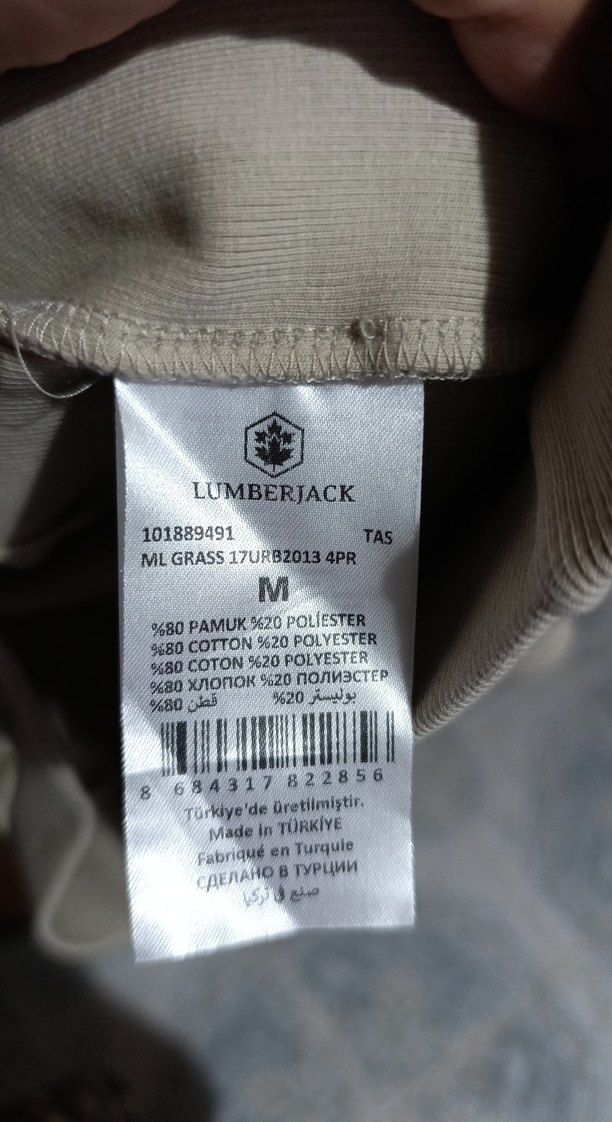 LUMBERJACK
101889491 TAS
ML GRASS 17URB2013 4PR
M
%80 PAMUK %20 POLİESTER
%80 COTTON %20 POLYESTER
%80 COTON %20 POLYESTER
%80 ХЛОПОК %20 ПОЛИЭСТЕР
%80 قطن %20 بوليستر
8 684317 822856
Türkiye'de üretilmiştir.
Made in TÜRKİYE
Fabriqué en Turquie
СДЕЛАНО В ТУРЦИИ
صنع في تركيا